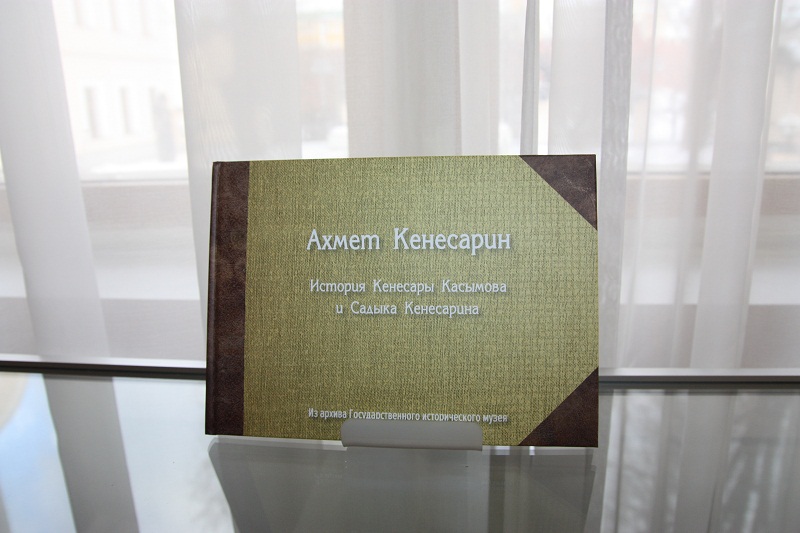 Ахмет Кенесарин
История Кенесары Касымова
и Садыка Кенесарина
Из архива Государственного исторического музея